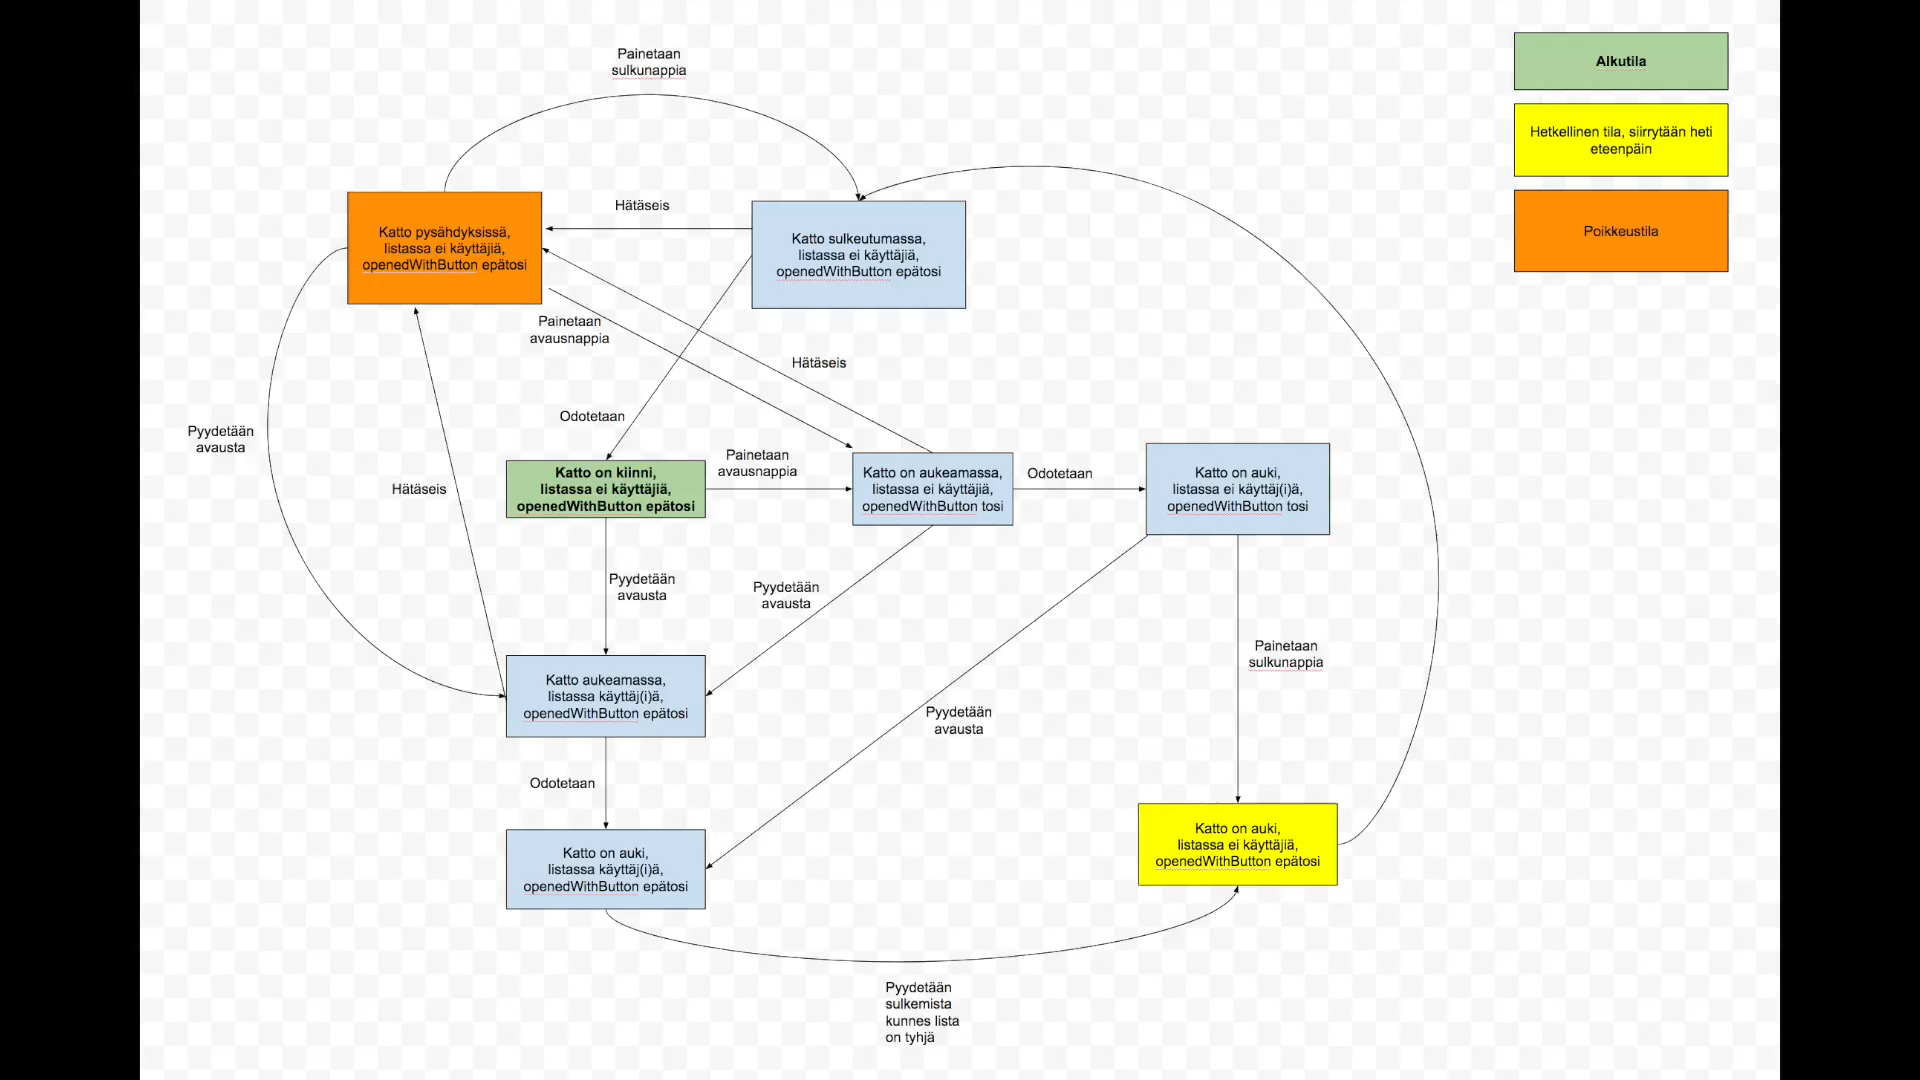 Painetaan
sulkunappia
Alkutila
Hetkellinen tila, siirrytään heti
eteenpäin
Poikkeustila
Katto pysähdyksissä,
listassa ei käyttäjiä,
openedWithButton epätosi
Hätäseis
Katto sulkeutumassa,
listassa ei käyttäjiä,
openedWithButton epätosi
Painetaan
avausnappia
Hätäseis
Odotetaan
Pyydetään
avausta
Hätäseis
Katto on kiinni,
listassa ei käyttäjiä,
openedWithButton epätosi
Painetaan
avausnappia
Katto on aukeamassa,
listassa ei käyttäjiä,
openedWithButton tosi
Odotetaan
Katto on auki,
listassa ei käyttäj(i)ä,
openedWithButton tosi
Pyydetään
avausta
Pyydetään
avausta
Painetaan
sulkunappia
Katto aukeamassa,
listassa käyttäj(i)ä,
openedWithButton epätosi
Pyydetään
avausta
Odotetaan
Katto on auki,
listassa käyttäj(i)ä,
openedWithButton epätosi
Katto on auki,
listassa ei käyttäjiä,
openedWithButton epätosi
Pyydetään
sulkemista
kunnes lista
on tyhjä